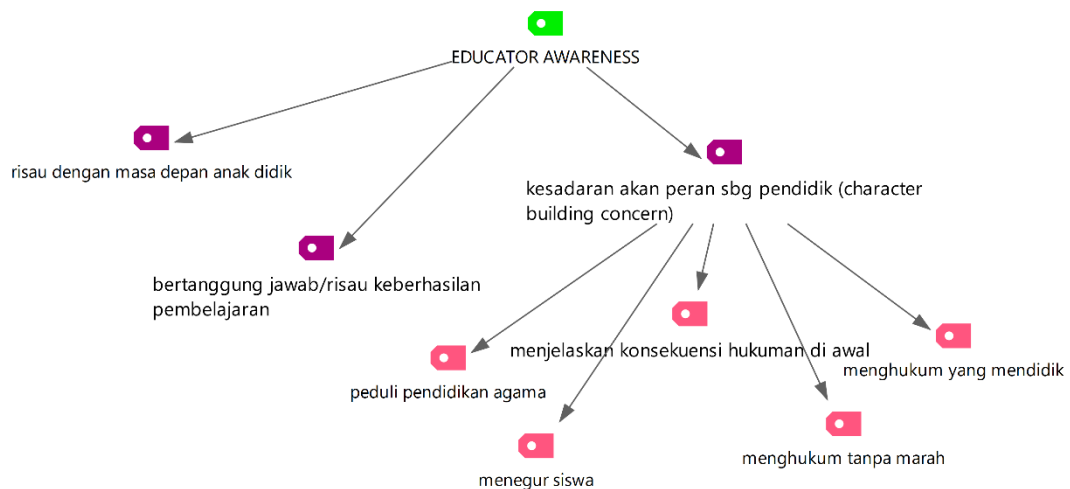 EDUCATOR AWARENESS
risau dengan masa depan anak didik
kesadaran akan peran sbg pendidik (character
building concern)
bertanggung jawab/risau keberhasilan
pembelajaran
menjelaskan konsekuensi hukuman di awal
menghukum yang mendidik
peduli pendidikan agama
menghukum tanpa marah
menegur siswa